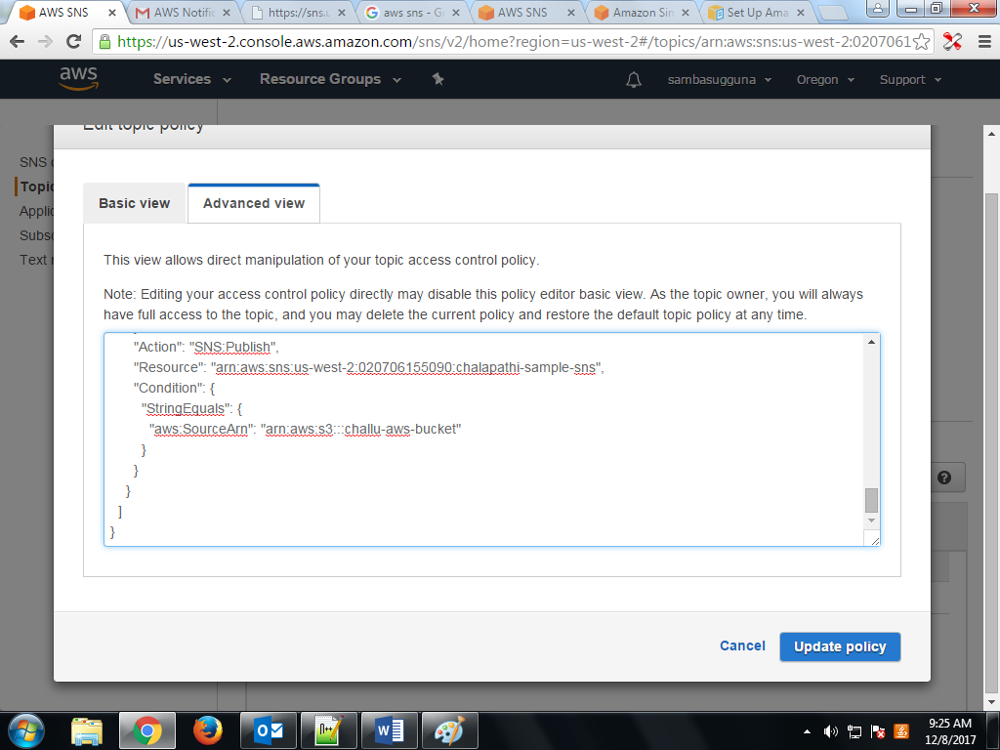 AWS SNS
AWS Notific
https://sns.u
aws sns - G
AWS SNS
Amazon Sim
Set Up Ama
https://us-west-2.console.aws.amazon.com/sns/v2/home?region=us-west-2#/topics/arn:aws:sns:us-west-2:0207061
aws
Services
Resource Groups
sambasugguna
Oregon
Support
Edit topic policy
SNS
Topic
Applic
Subsc
Text
Basic view
Advanced view
This view allows direct manipulation of your topic access control policy.
Note: Editing your access control policy directly may disable this policy editor basic view. As the topic owner, you will always
have full access to the topic, and you may delete the current policy and restore the default topic policy at any time.
"Action": "SNS:Publish",
"Resource": "arn:aws:sns:us-west-2:020706155090:chalapathi-sample-sns",
"Condition": {
"StringEquals": {
"aws:SourceArn": "arn:aws:s3:::challu-aws-bucket"
}
}
}
]
}
?
Cancel
Update policy
9:25 AM
12/8/2017